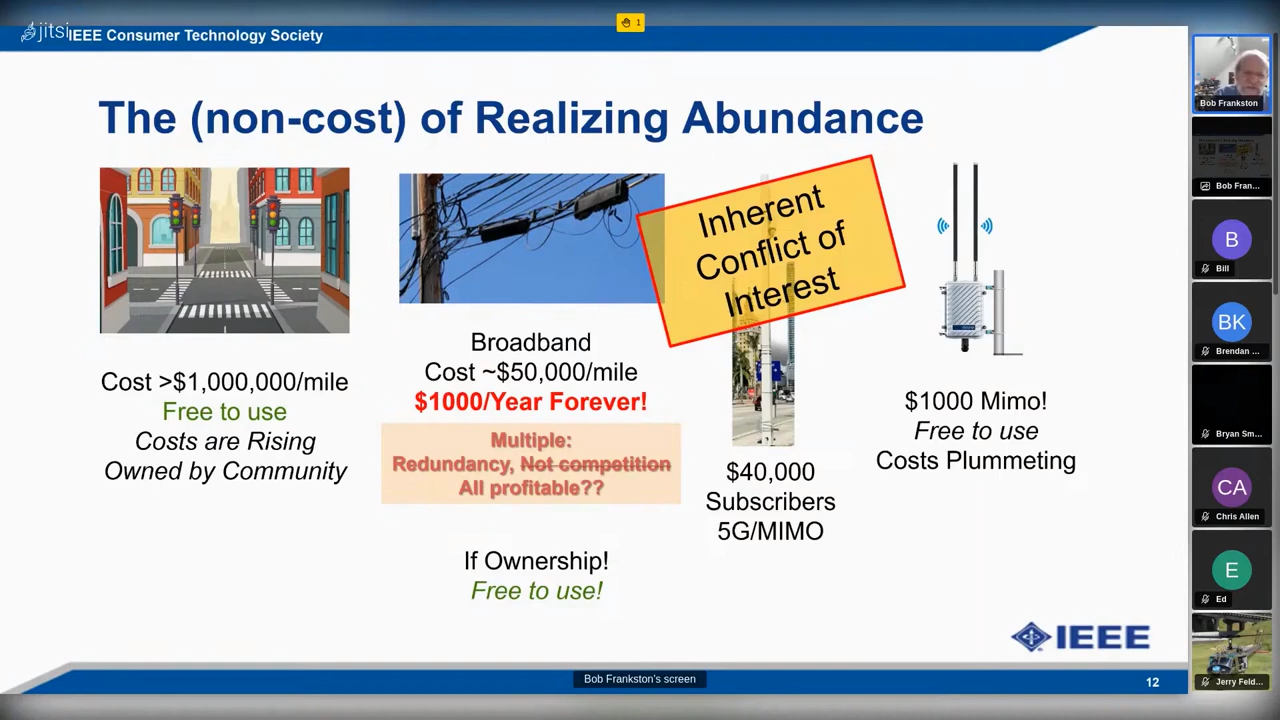 jitsi
IEEE Consumer Technology Society
1
The (non-cost) of Realizing Abundance
Cost >$1,000,000/mile
Free to use
Costs are Rising
Owned by Community
Broadband
Cost ~$50,000/mile
$1000/Year Forever!
Multiple:
Redundancy, Not competition
All profitable??
If Ownership!
Free to use!
Inherent
Conflict of
Interest
$40,000
Subscribers
5G/MIMO
$1000 Mimo!
Free to use
Costs Plummeting
IEEE
12
Bob Frankston's screen
Bob Frankston
Bob Fran...
B
Bill
BK
Brendan ...
Bryan Sm...
CA
Chris Allen
E
Ed
Jerry Feld...